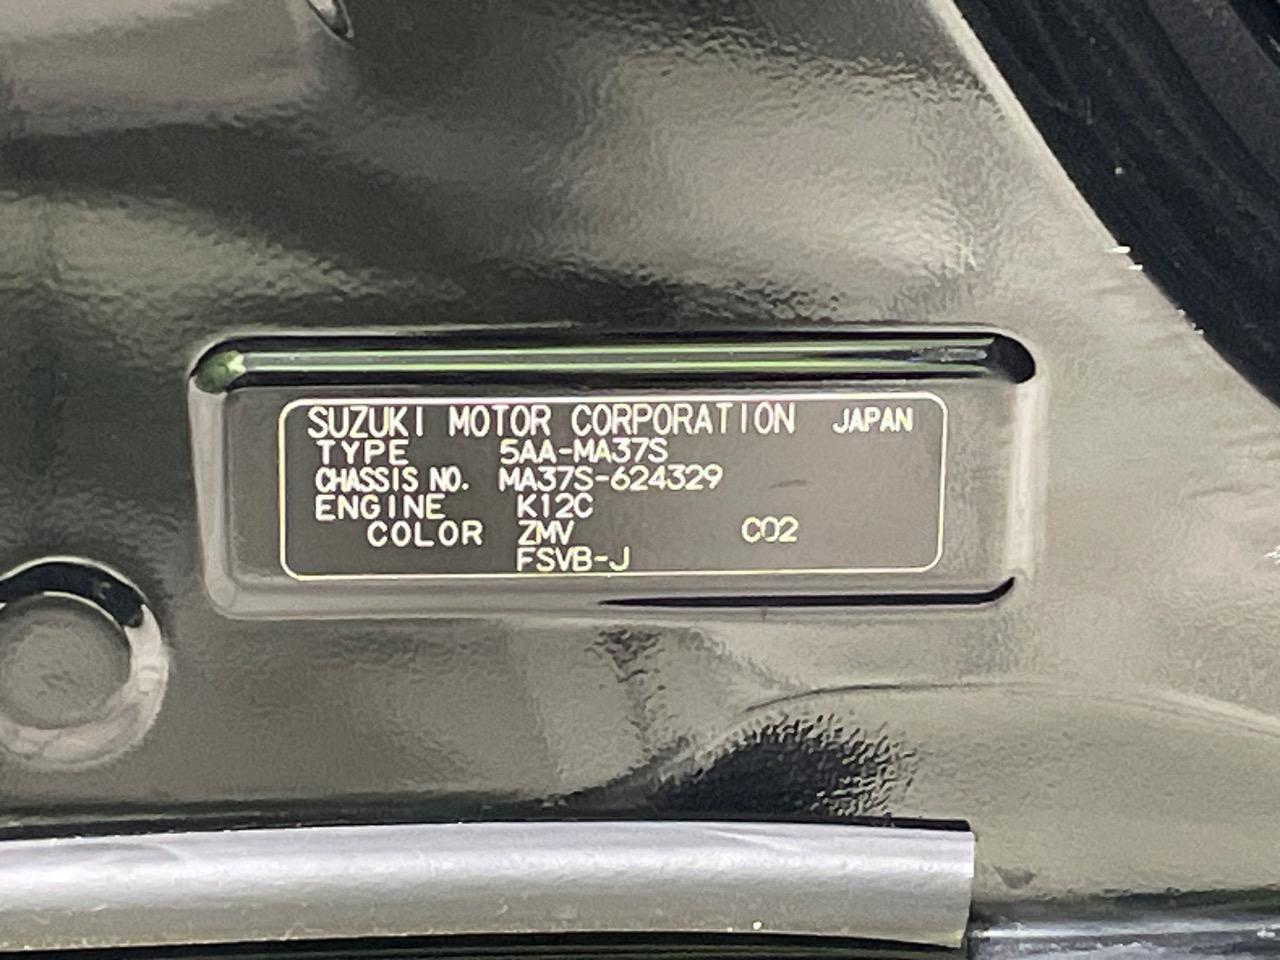 SUZUKI MOTOR CORPORATION JAPAN
TYPE 5AA-MA37S
CHASSIS NO. MA37S-624329
ENGINE K12C
COLOR ZMV C02
FSVB-J